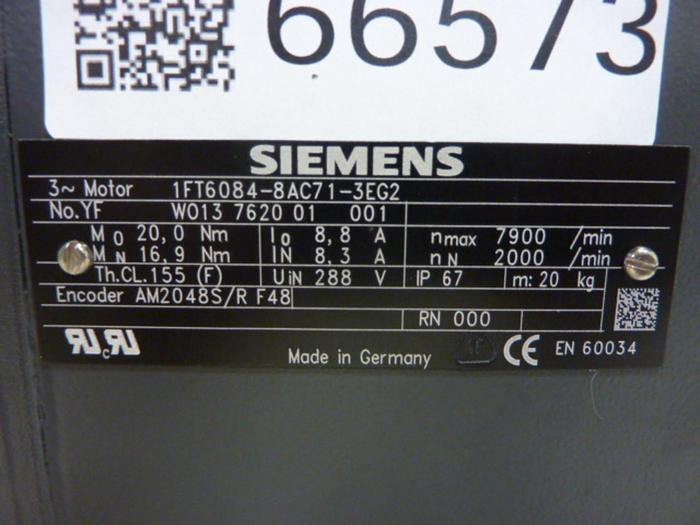 66573
SIEMENS
3~ Motor 1FT6084-8AC71-3EG2
No.YF W013 7620 01 001
M0 20,0 Nm I0 8,8 A nmax 7900 /min
MN 16,9 Nm IN 8,3 A nN 2000 /min
Th.CL.155 (F) UiN 288 V IP 67 m: 20 kg
Encoder AM2048S/R F48
RN 000
c Made in Germany CE EN 60034